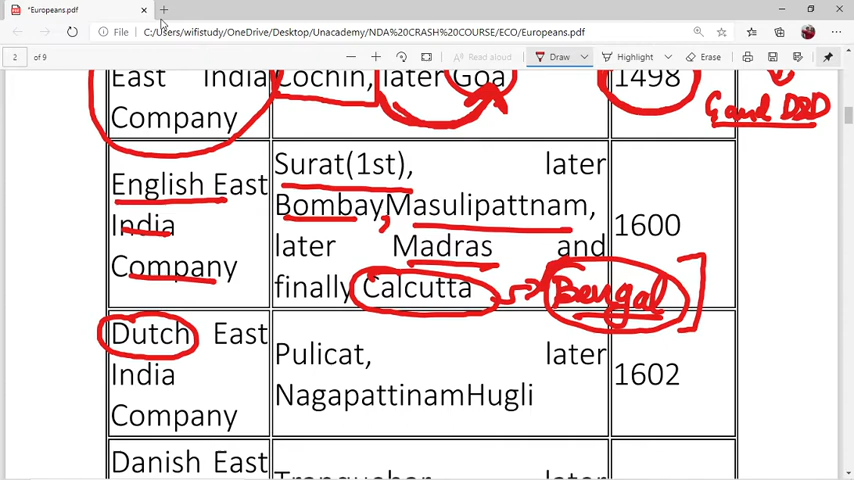 *Europeans.pdf
File C:/Users/wifistudy/OneDrive/Desktop/Unacademy/NDA%20CRASH%20COURSE/ECO/Europeans.pdf
2 of 9 Read aloud Draw Highlight Erase
East India Cochin, later Goa 1498
Company
English East India Company
Surat(1st), later
Bombay, Masulipattnam,
later Madras and
finally Calcutta Bengal
1600
Dutch East India Company
Pulicat, later
NagapattinamHugli
1602
Danish East
later